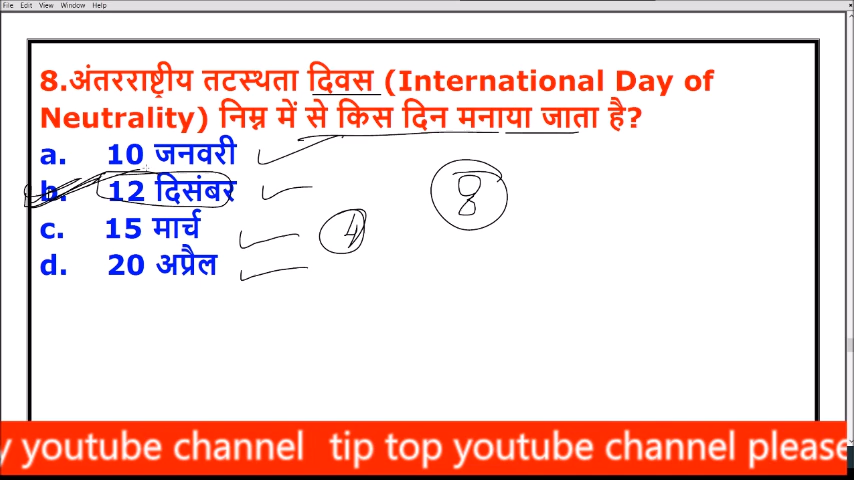 File Edit View Window Help
8.अंतरराष्ट्रीय तटस्थता दिवस (International Day of
Neutrality) निम्न में से किस दिन मनाया जाता है?
a. 10 जनवरी
b. 12 दिसंबर
c. 15 मार्च 4
d. 20 अप्रैल
8
y youtube channel tip top youtube channel please